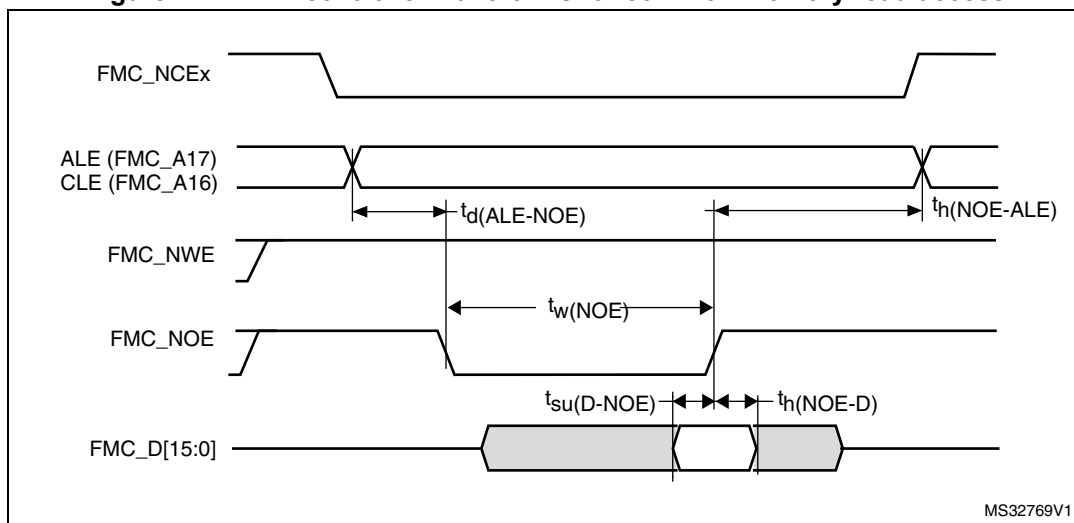 FMC_NCEx
ALE (FMC_A17)
CLE (FMC_A16)
td(ALE-NOE)
th(NOE-ALE)
FMC_NWE
tw(NOE)
FMC_NOE
tsu(D-NOE)
th(NOE-D)
FMC_D[15:0]
MS32769V1